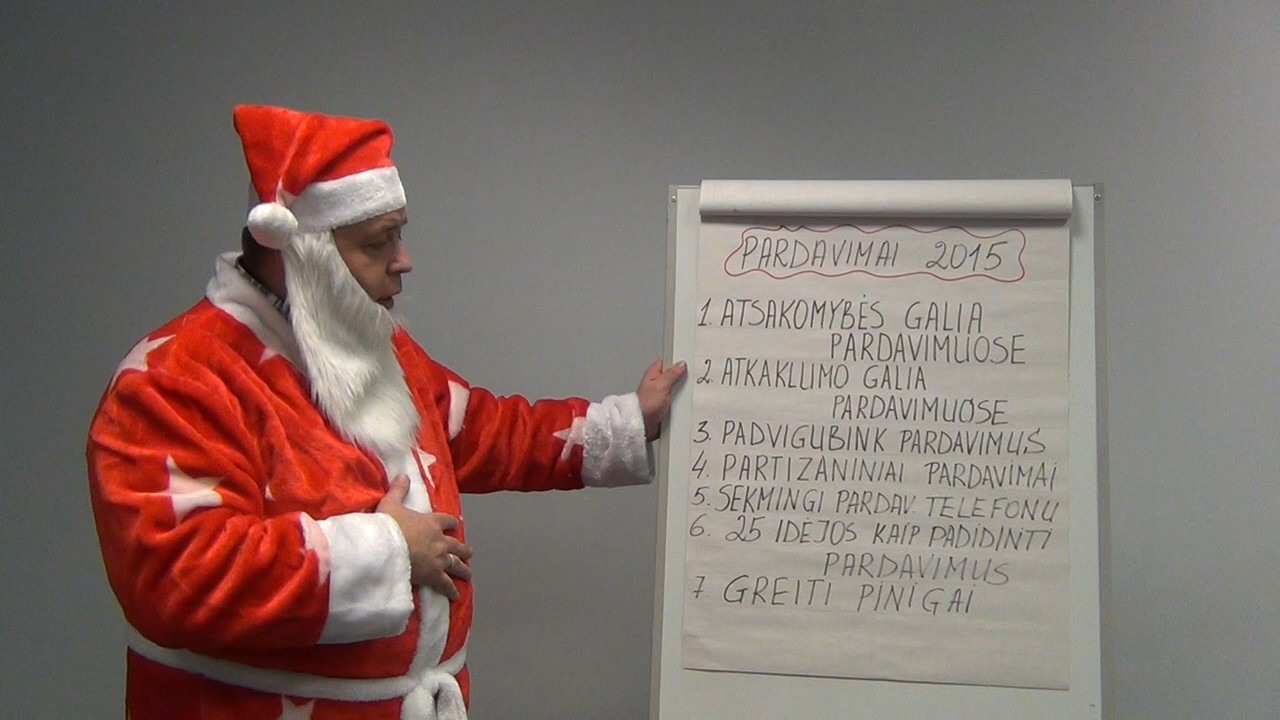 PARDAVIMAI 2015
1. ATSAKOMYBĖS GALIA
PARDAVIMUOSE
2. ATKAKLUMO GALIA
PARDAVIMUOSE
3. PADVIGUBINK PARDAVIMUS
4. PARTIZANINIAI PARDAVIMAI
5. SĖKMINGI PARDAV. TELEFONU
6. 25 IDĖJOS KAIP PADIDINTI
PARDAVIMUS
7. GREITI PINIGAI